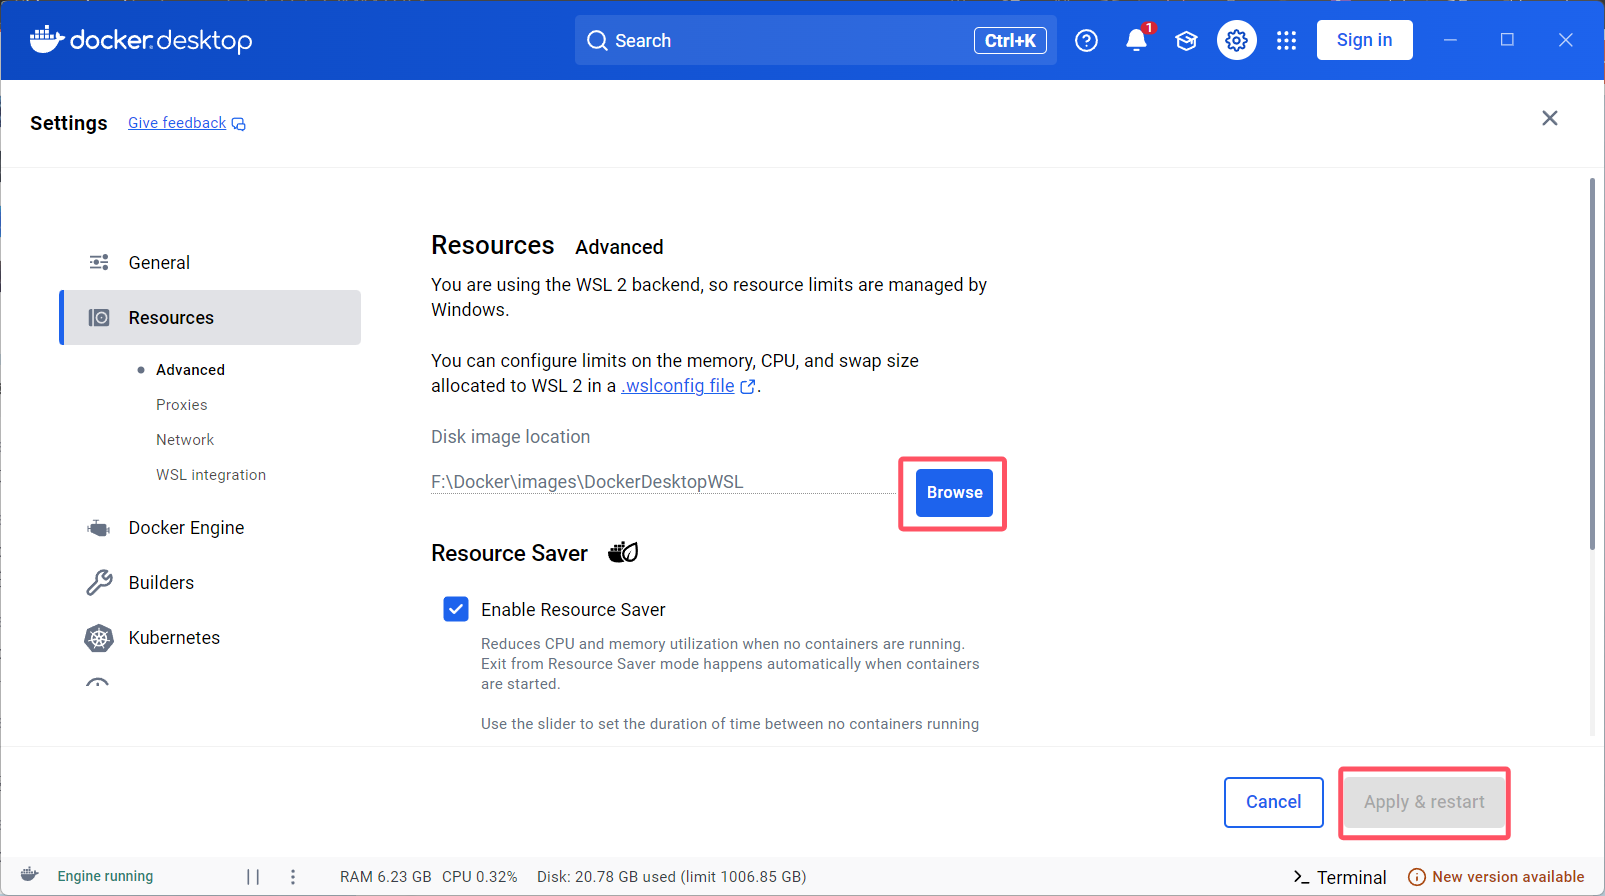 docker.desktop
Search
Ctrl+K
1
Sign in
Settings
Give feedback
General
Resources
Advanced
Proxies
Network
WSL integration
Docker Engine
Builders
Kubernetes
Resources Advanced
You are using the WSL 2 backend, so resource limits are managed by
Windows.
You can configure limits on the memory, CPU, and swap size
allocated to WSL 2 in a .wslconfig file.
Disk image location
F:\Docker\images\DockerDesktopWSL
Browse
Resource Saver
Enable Resource Saver
Reduces CPU and memory utilization when no containers are running.
Exit from Resource Saver mode happens automatically when containers
are started.
Use the slider to set the duration of time between no containers running
Cancel
Apply & restart
Engine running
RAM 6.23 GB CPU 0.32% Disk: 20.78 GB used (limit 1006.85 GB)
Terminal
New version available